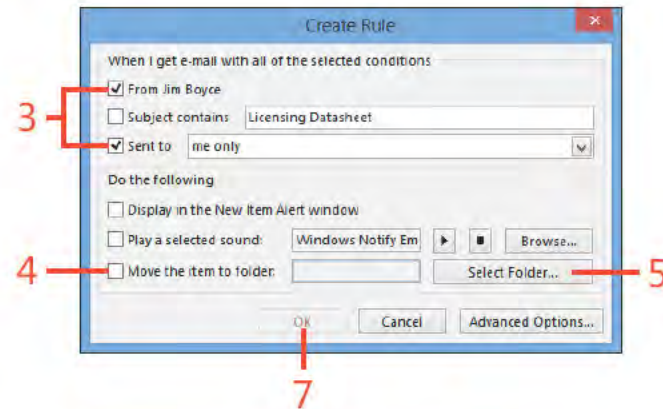 Create Rule
When I get e-mail with all of the selected conditions
From Jim Boyce
3
Subject contains Licensing Datasheet
Sent to me only
Do the following
Display in the New Item Alert window
Play a selected sound: Windows Notify Em Browse...
4 Move the item to folder: Select Folder... 5
OK Cancel Advanced Options...
7